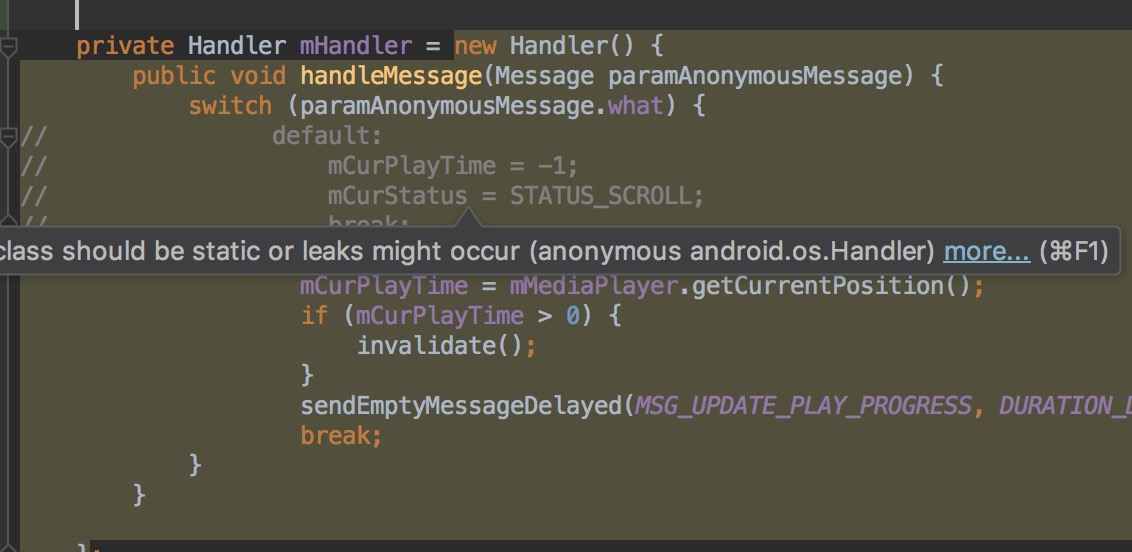 private Handler mHandler = new Handler() {
public void handleMessage(Message paramAnonymousMessage) {
switch (paramAnonymousMessage.what) {
// default:
// mCurPlayTime = -1;
// mCurStatus = STATUS_SCROLL;
// break;
class should be static or leaks might occur (anonymous android.os.Handler) more... (⌘F1)
mCurPlayTime = mMediaPlayer.getCurrentPosition();
if (mCurPlayTime > 0) {
invalidate();
}
sendEmptyMessageDelayed(MSG_UPDATE_PLAY_PROGRESS, DURATION_
break;
}
}
};